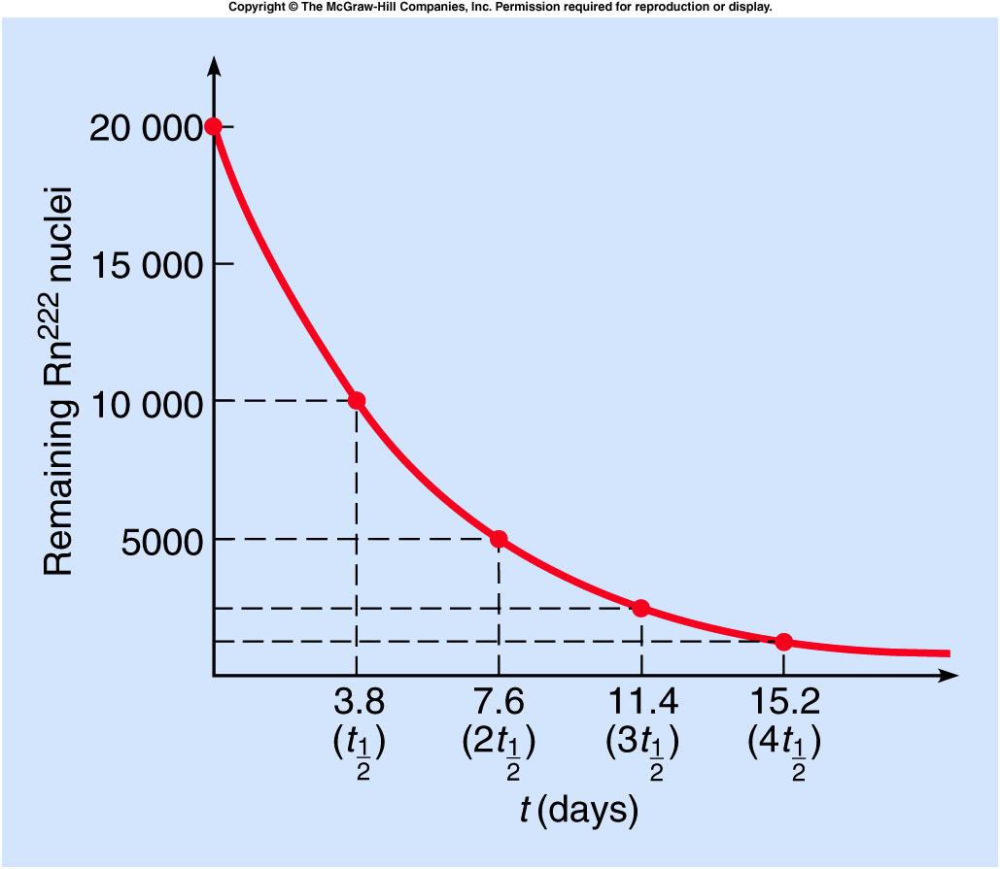 Copyright © The McGraw-Hill Companies, Inc. Permission required for reproduction or display.
20 000
15 000
10 000
5000
Remaining Rn²²² nuclei
3.8 7.6 11.4 15.2
(t½) (2t½) (3t½) (4t½)
t (days)